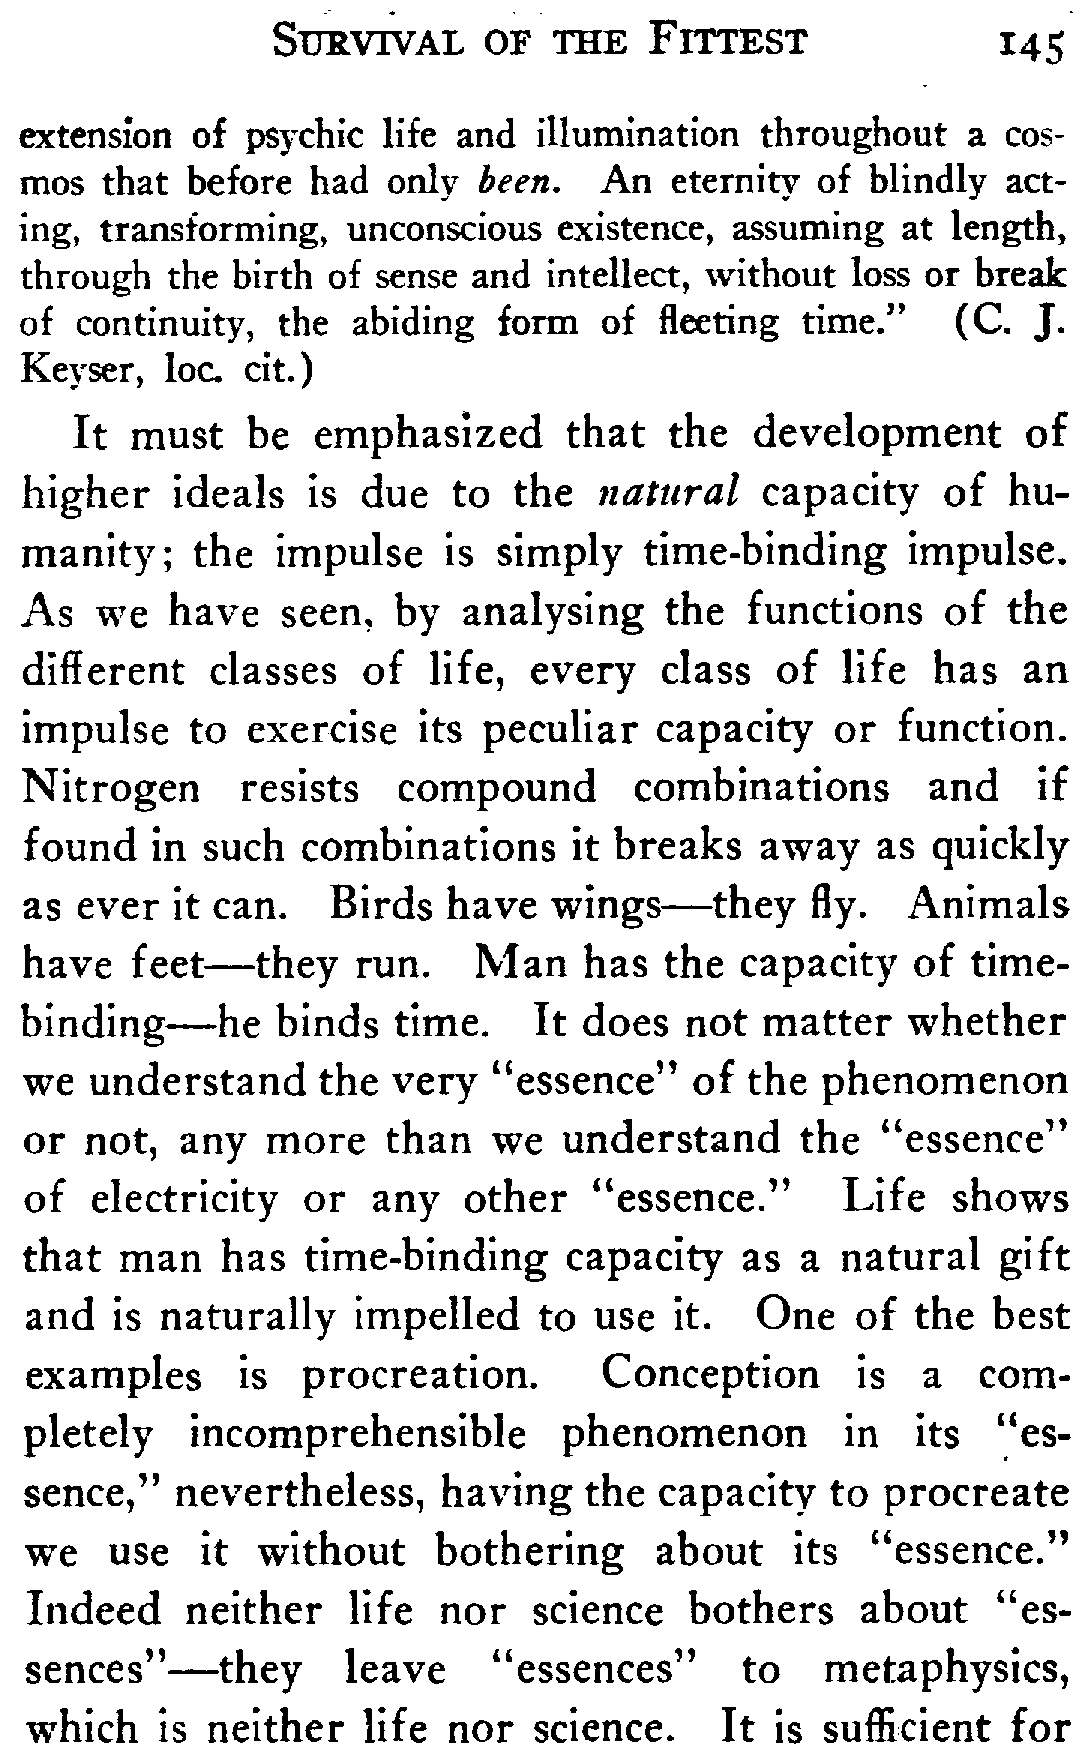 SURVIVAL OF THE FITTEST 145
extension of psychic life and illumination throughout a cos-
mos that before had only been. An eternity of blindly act-
ing, transforming, unconscious existence, assuming at length,
through the birth of sense and intellect, without loss or break
of continuity, the abiding form of fleeting time.” (C. J.
Keyser, loc. cit.)
It must be emphasized that the development of
higher ideals is due to the natural capacity of hu-
manity; the impulse is simply time-binding impulse.
As we have seen, by analysing the functions of the
different classes of life, every class of life has an
impulse to exercise its peculiar capacity or function.
Nitrogen resists compound combinations and if
found in such combinations it breaks away as quickly
as ever it can. Birds have wings—they fly. Animals
have feet—they run. Man has the capacity of time-
binding—he binds time. It does not matter whether
we understand the very “essence” of the phenomenon
or not, any more than we understand the “essence”
of electricity or any other “essence.” Life shows
that man has time-binding capacity as a natural gift
and is naturally impelled to use it. One of the best
examples is procreation. Conception is a com-
pletely incomprehensible phenomenon in its “es-
sence,” nevertheless, having the capacity to procreate
we use it without bothering about its “essence.”
Indeed neither life nor science bothers about “es-
sences”—they leave “essences” to metaphysics,
which is neither life nor science. It is sufficient for